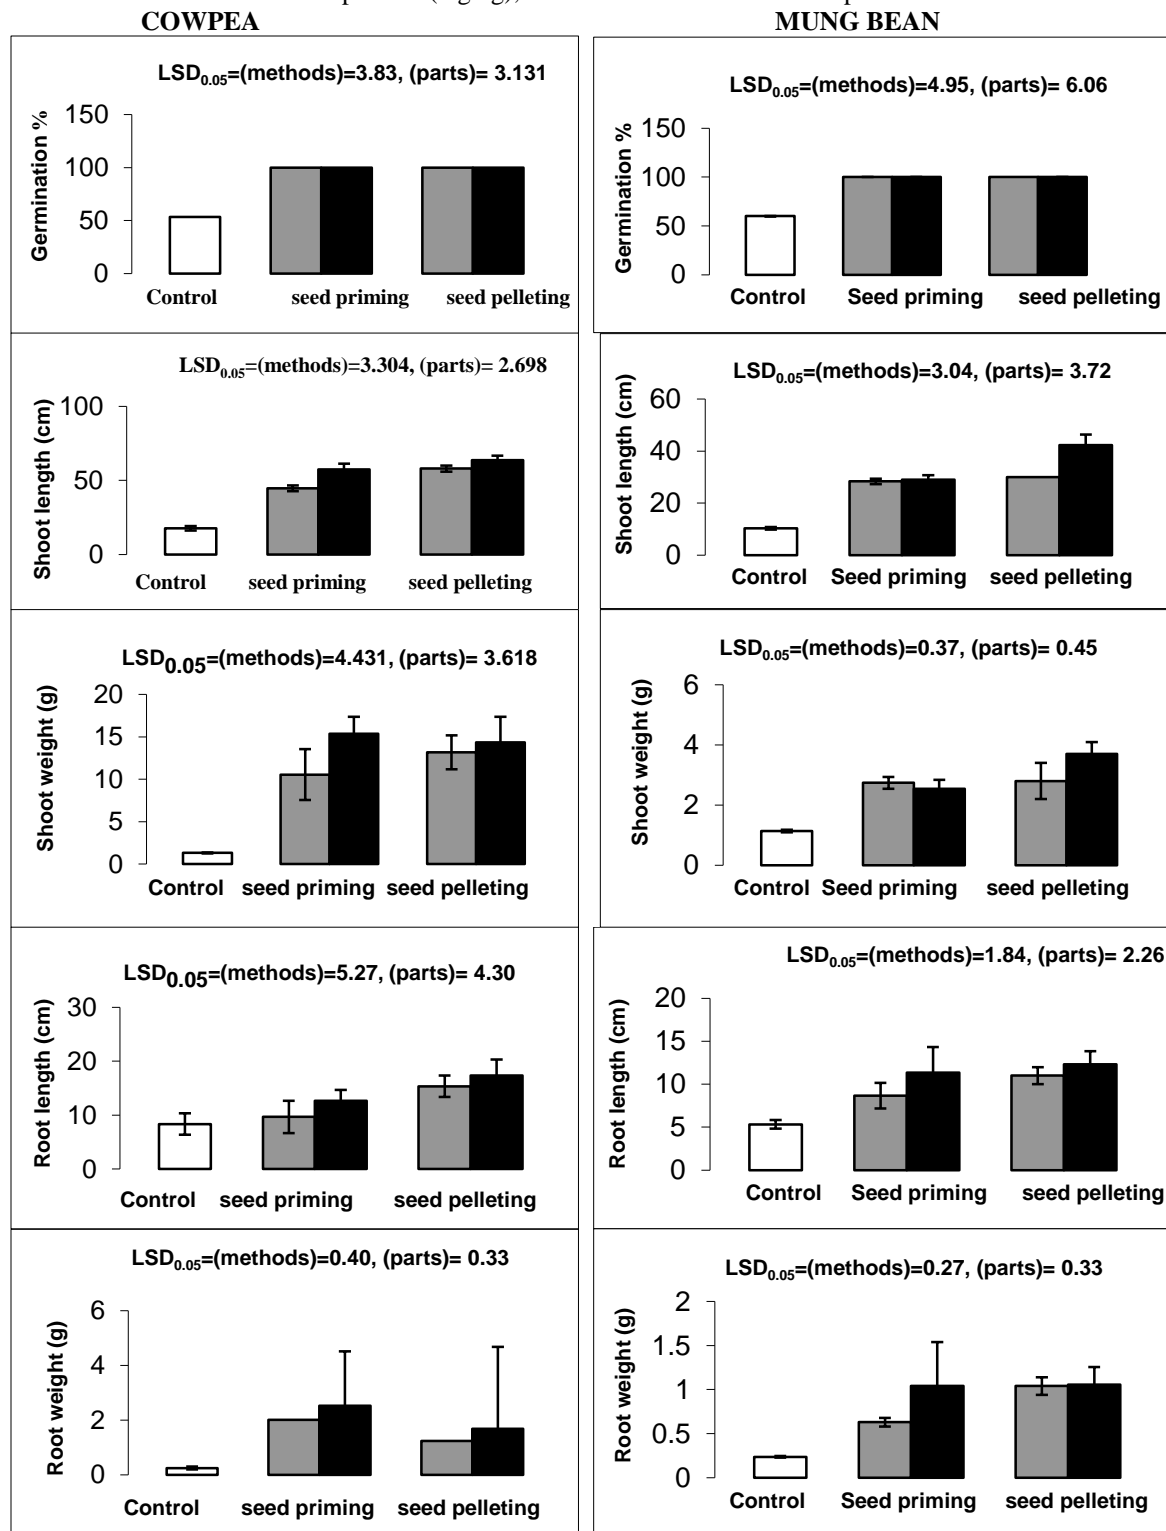 COWPEA
LSD0.05=(methods)=3.83, (parts)= 3.131
Germination %
150
100
50
0
Control seed priming seed pelleting
LSD0.05=(methods)=3.304, (parts)= 2.698
Shoot length (cm)
100
50
0
Control seed priming seed pelleting
LSD0.05=(methods)=4.431, (parts)= 3.618
Shoot weight (g)
20
15
10
5
0
Control seed priming seed pelleting
LSD0.05=(methods)=5.27, (parts)= 4.30
Root length (cm)
30
20
10
0
Control seed priming seed pelleting
LSD0.05=(methods)=0.40, (parts)= 0.33
Root weight (g)
6
4
2
0
Control seed priming seed pelleting
MUNG BEAN
LSD0.05=(methods)=4.95, (parts)= 6.06
Germination %
150
100
50
0
Control Seed priming seed pelleting
LSD0.05=(methods)=3.04, (parts)= 3.72
Shoot length (cm)
60
40
20
0
Control Seed priming seed pelleting
LSD0.05=(methods)=0.37, (parts)= 0.45
Shoot weight (g)
6
4
2
0
Control Seed priming seed pelleting
LSD0.05=(methods)=1.84, (parts)= 2.26
Root length (cm)
20
15
10
5
0
Control Seed priming seed pelleting
LSD0.05=(methods)=0.27, (parts)= 0.33
Root weight (g)
2
1.5
1
0.5
0
Control Seed priming seed pelleting